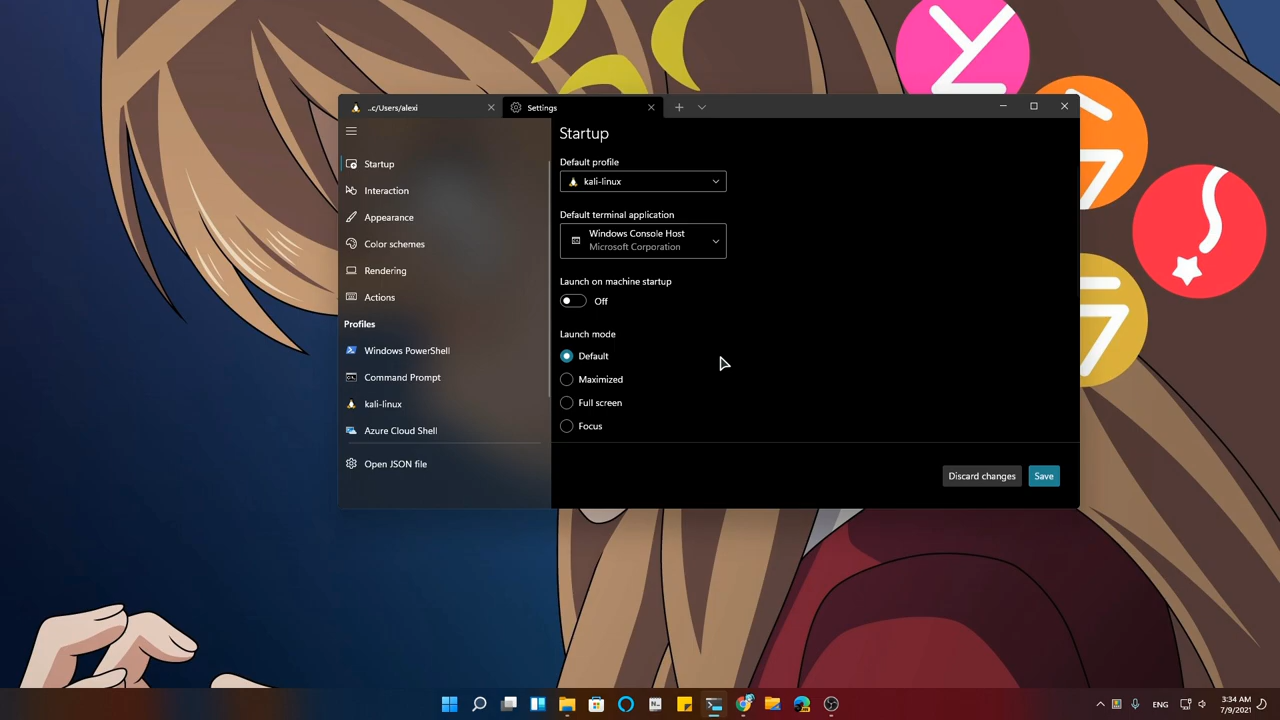 ..c/Users/alexi
Settings
Startup
Interaction
Appearance
Color schemes
Rendering
Actions
Profiles
Windows PowerShell
Command Prompt
kali-linux
Azure Cloud Shell
Open JSON file
Startup
Default profile
kali-linux
Default terminal application
Windows Console Host
Microsoft Corporation
Launch on machine startup
Off
Launch mode
Default
Maximized
Full screen
Focus
Discard changes
Save
ENG
3:34 AM
7/9/2021